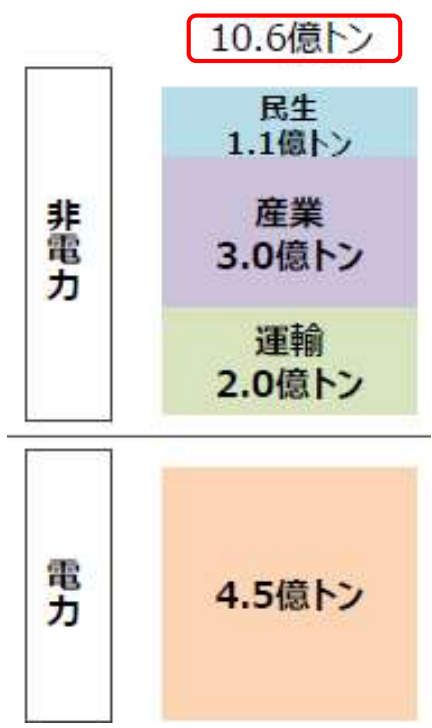 10.6億トン
非電力
民生
1.1億トン
産業
3.0億トン
運輸
2.0億トン
電力
4.5億トン